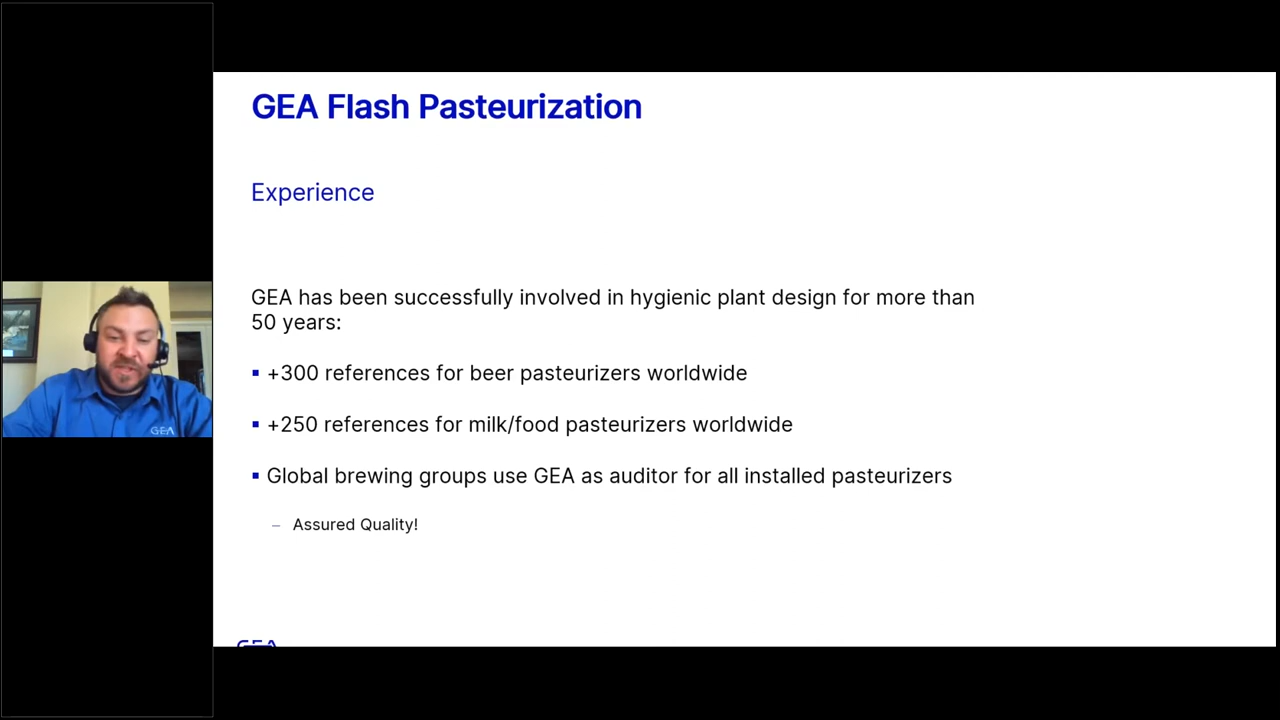 GEA Flash Pasteurization
Experience
GEA has been successfully involved in hygienic plant design for more than
50 years:
▪ +300 references for beer pasteurizers worldwide
▪ +250 references for milk/food pasteurizers worldwide
▪ Global brewing groups use GEA as auditor for all installed pasteurizers
– Assured Quality!
GEA
GEA